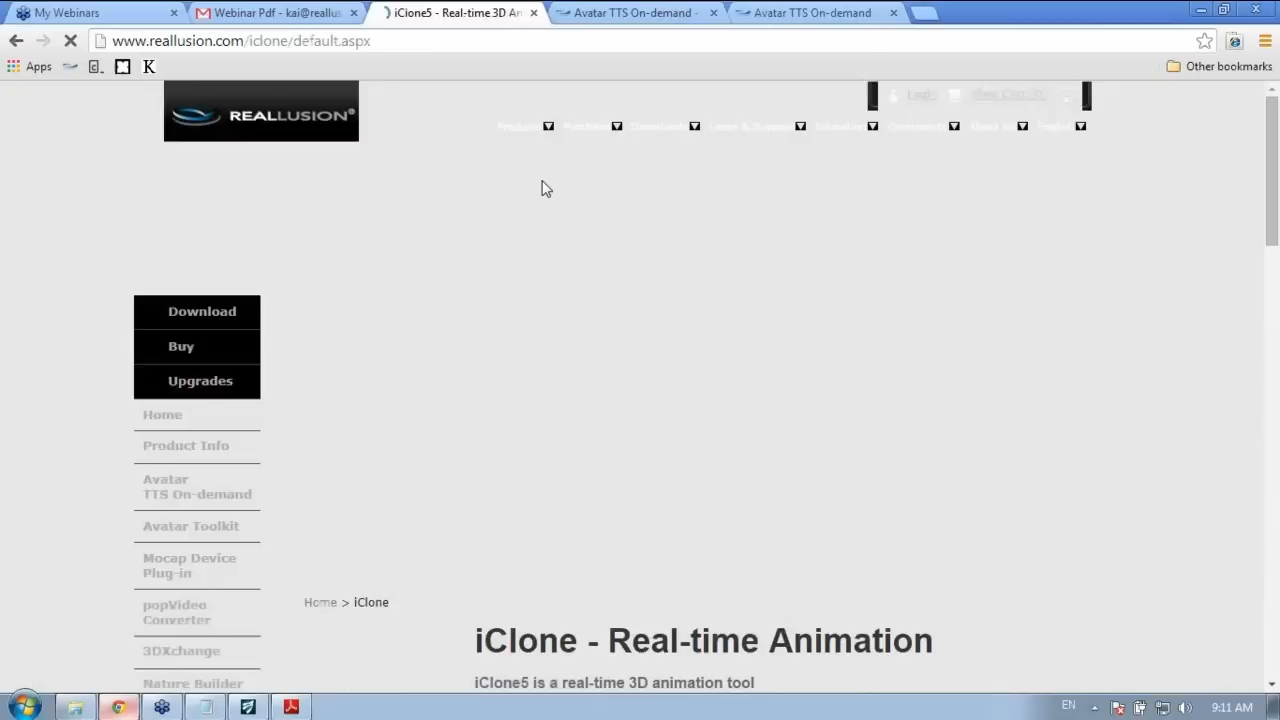 My Webinars
Webinar Pdf - kai@reallus
iClone5 - Real-time 3D An
Avatar TTS On-demand -
Avatar TTS On-demand
www.reallusion.com/iclone/default.aspx
Apps
K
Other bookmarks
REALLUSION®
Login
Download
Buy
Upgrades
Home
Product Info
Avatar
TTS On-demand
Avatar Toolkit
Mocap Device
Plug-in
popVideo
Converter
3DXchange
Nature Builder
Home > iClone
iClone - Real-time Animation
iClone5 is a real-time 3D animation tool
EN
9:11 AM